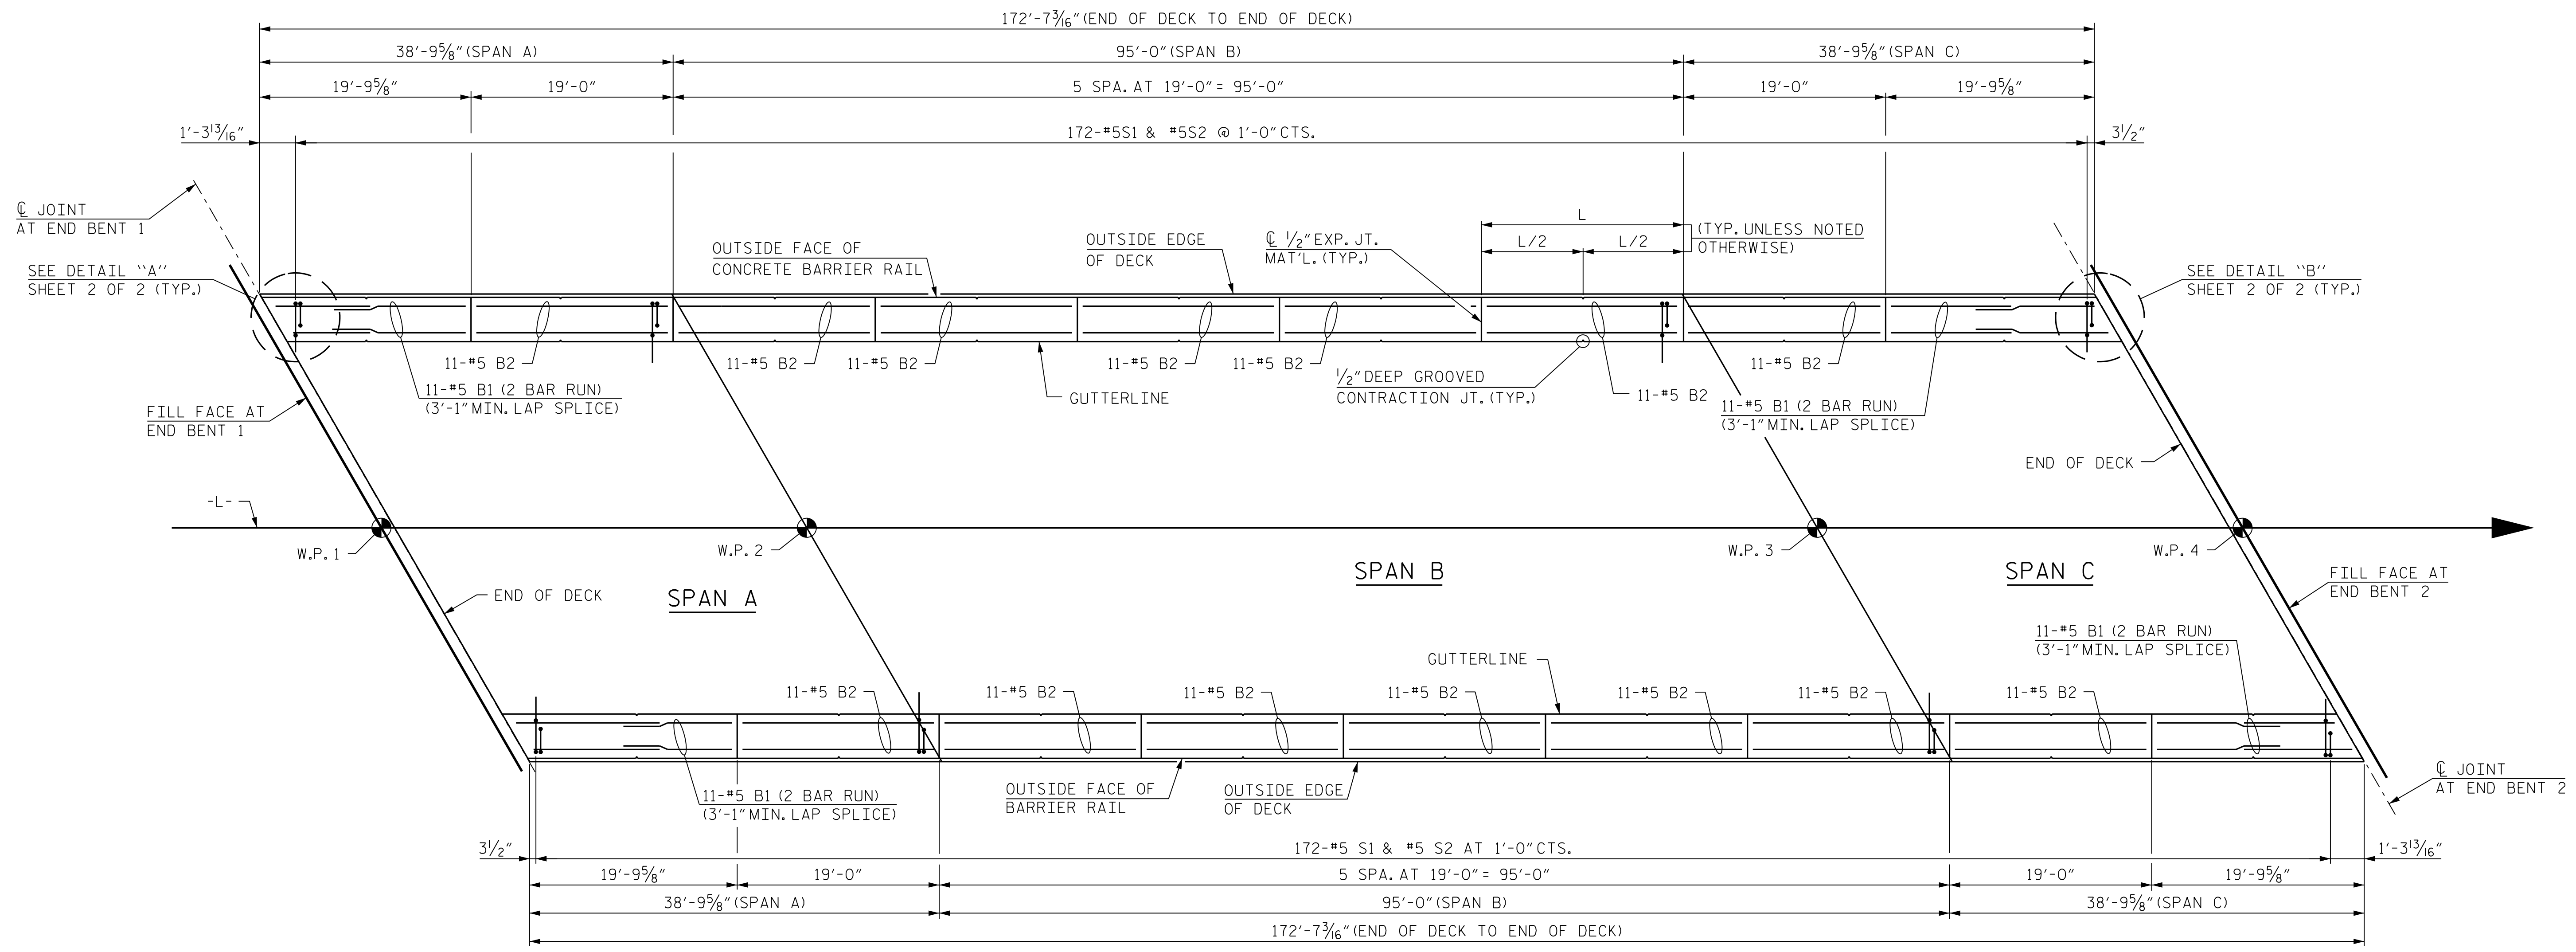 172'-7 3/16" (END OF DECK TO END OF DECK)
38'-9 5/8" (SPAN A)
95'-0" (SPAN B)
38'-9 5/8" (SPAN C)
19'-9 5/8"
19'-0"
5 SPA. AT 19'-0" = 95'-0"
19'-0"
19'-9 5/8"
1'-3 13/16"
172-#5S1 & #5S2 @ 1'-0" CTS.
3 1/2"
℄ JOINT
AT END BENT 1
SEE DETAIL "A"
SHEET 2 OF 2 (TYP.)
OUTSIDE FACE OF
CONCRETE BARRIER RAIL
OUTSIDE EDGE
OF DECK
℄ 1/2" EXP. JT.
MAT'L. (TYP.)
L
L/2
L/2
(TYP. UNLESS NOTED
OTHERWISE)
SEE DETAIL "B"
SHEET 2 OF 2 (TYP.)
11-#5 B2
11-#5 B2
11-#5 B2
11-#5 B2
11-#5 B2
11-#5 B2
11-#5 B1 (2 BAR RUN)
(3'-1" MIN. LAP SPLICE)
GUTTERLINE
1/2" DEEP GROOVED
CONTRACTION JT. (TYP.)
11-#5 B2
11-#5 B1 (2 BAR RUN)
(3'-1" MIN. LAP SPLICE)
FILL FACE AT
END BENT 1
END OF DECK
-L-
W.P. 1
W.P. 2
W.P. 3
W.P. 4
SPAN B
SPAN C
END OF DECK
SPAN A
FILL FACE AT
END BENT 2
11-#5 B1 (2 BAR RUN)
(3'-1" MIN. LAP SPLICE)
GUTTERLINE
11-#5 B2
11-#5 B2
11-#5 B2
11-#5 B2
11-#5 B2
11-#5 B2
11-#5 B2
11-#5 B1 (2 BAR RUN)
(3'-1" MIN. LAP SPLICE)
OUTSIDE FACE OF
BARRIER RAIL
OUTSIDE EDGE
OF DECK
℄ JOINT
AT END BENT 2
3 1/2"
172-#5 S1 & #5 S2 AT 1'-0" CTS.
1'-3 13/16"
19'-9 5/8"
19'-0"
5 SPA. AT 19'-0" = 95'-0"
19'-0"
19'-9 5/8"
38'-9 5/8" (SPAN A)
95'-0" (SPAN B)
38'-9 5/8" (SPAN C)
172'-7 3/16" (END OF DECK TO END OF DECK)